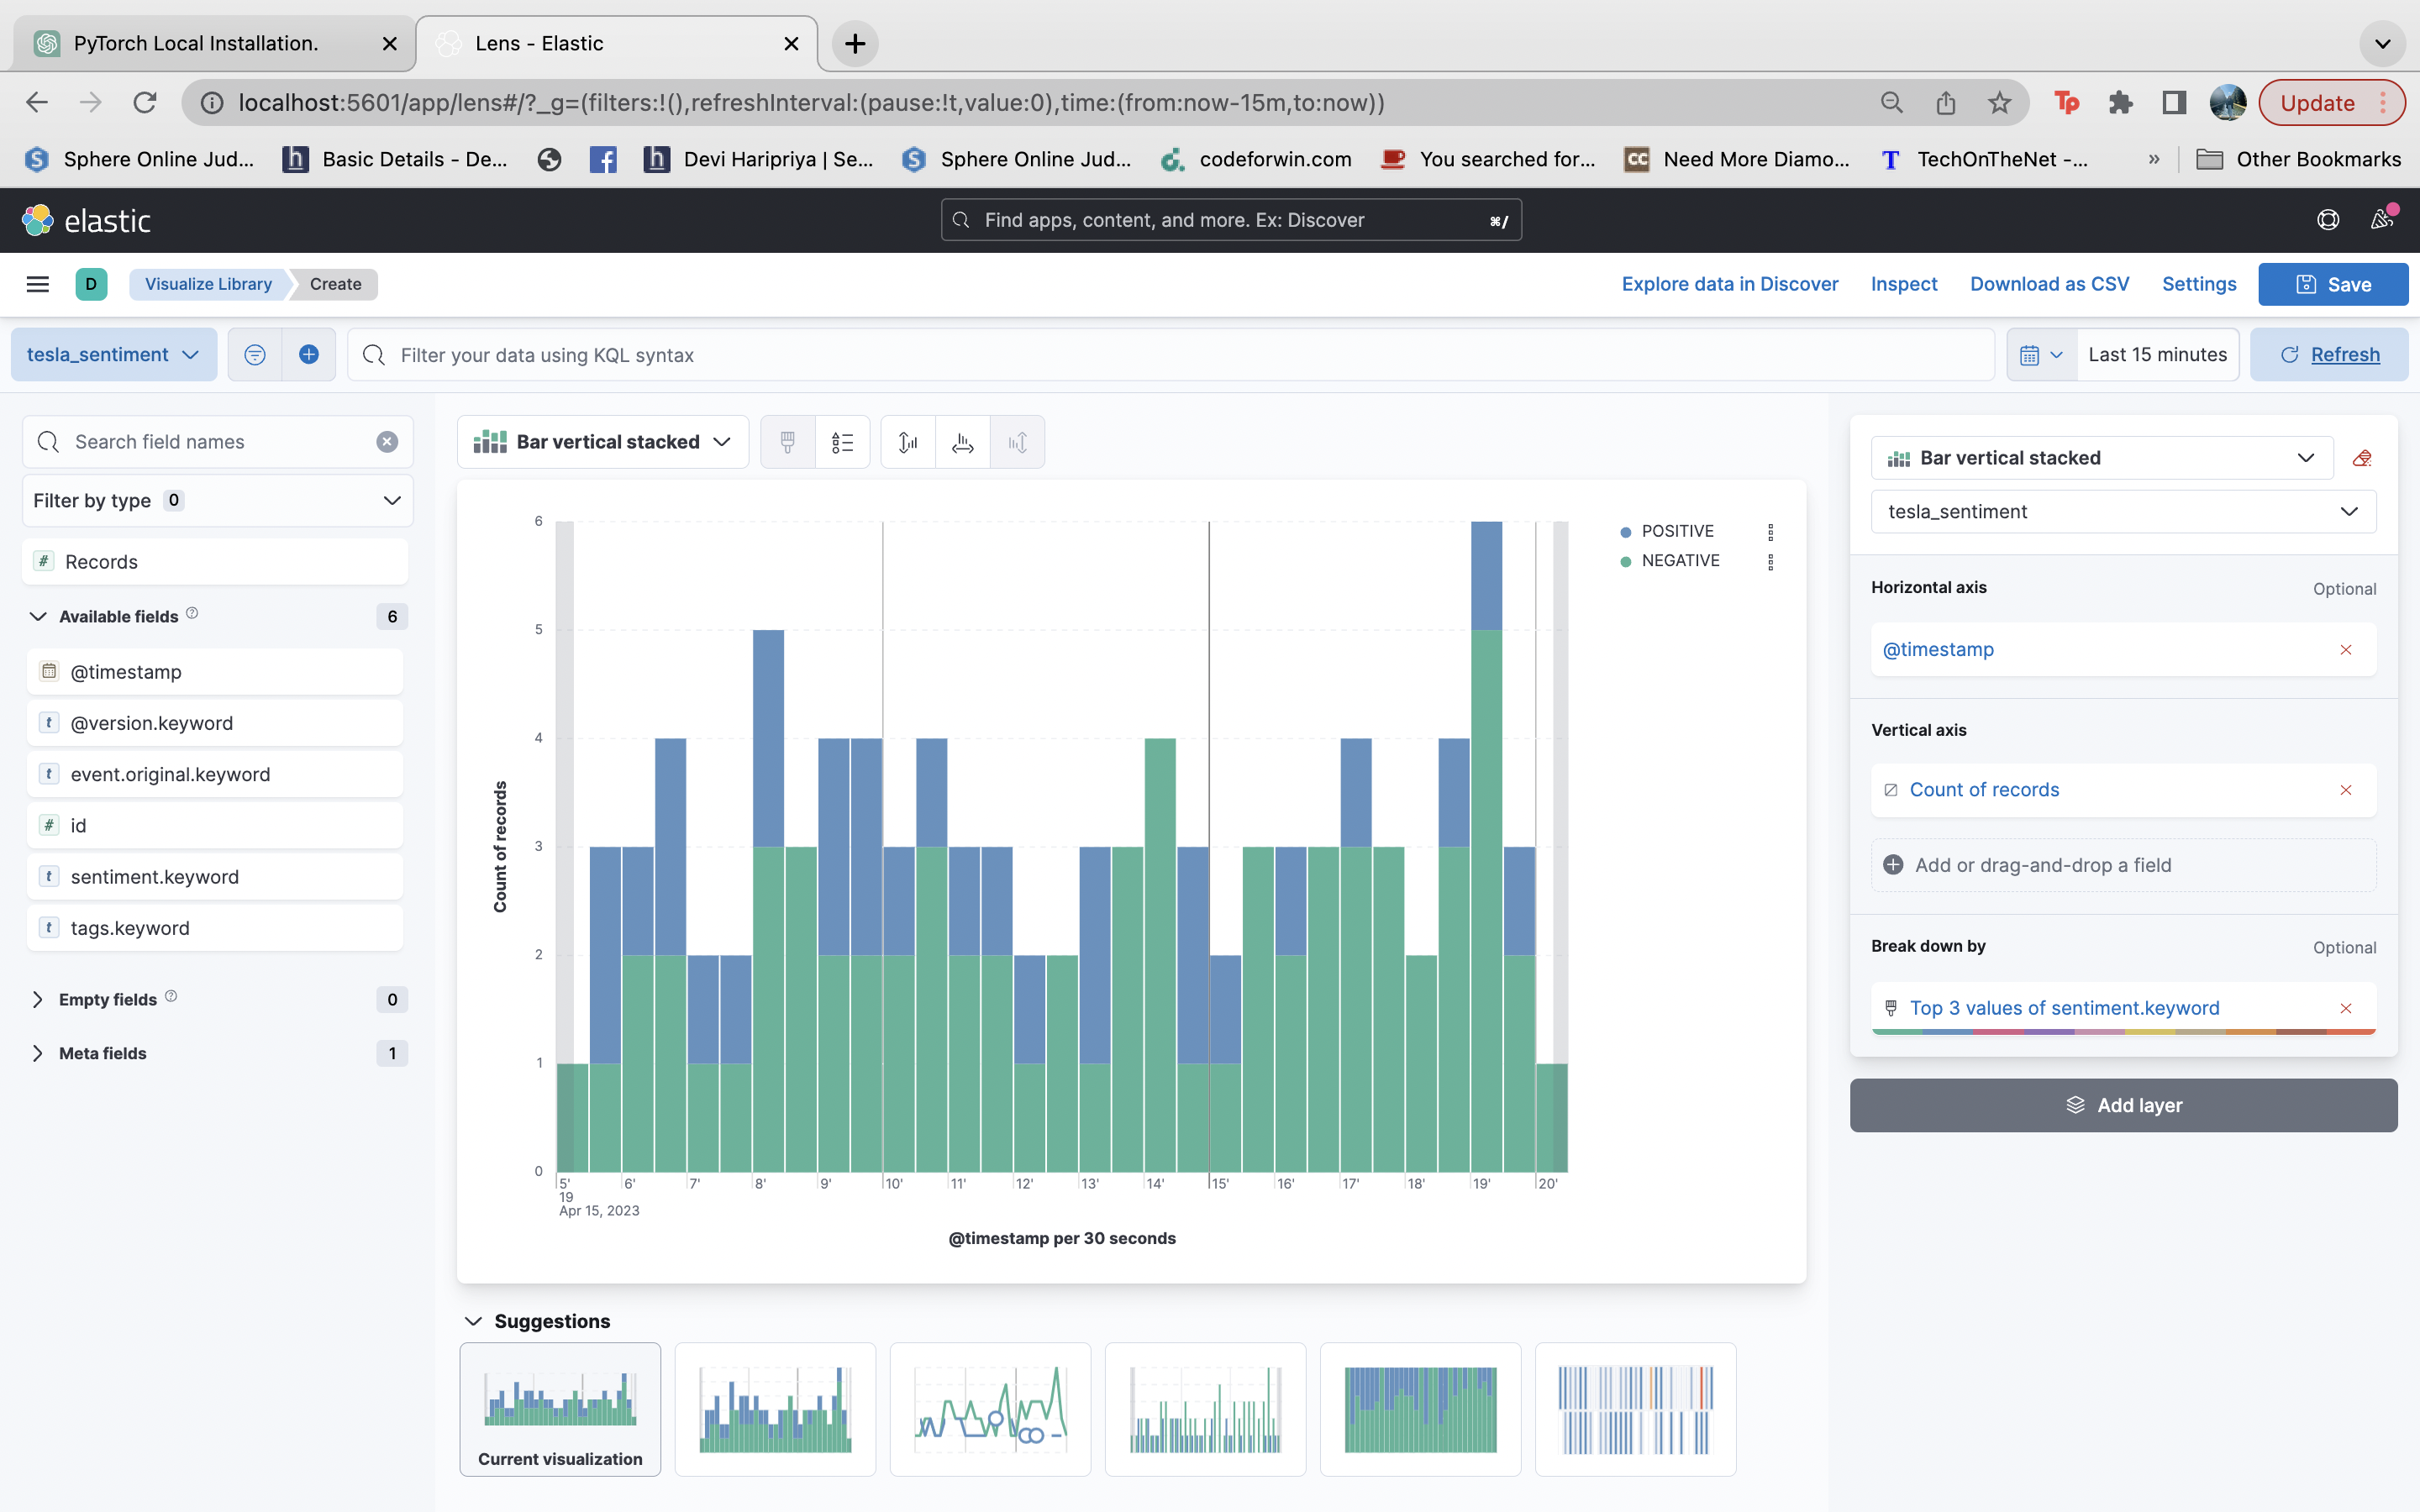 PyTorch Local Installation.
Lens - Elastic
localhost:5601/app/lens#/?_g=(filters:!(),refreshInterval:(pause:!t,value:0),time:(from:now-15m,to:now))
Tp
Update
Sphere Online Jud...
Basic Details - De...
Devi Haripriya | Se...
Sphere Online Jud...
codeforwin.com
You searched for...
CC Need More Diamo...
TechOnTheNet -...
»
Other Bookmarks
elastic
Find apps, content, and more. Ex: Discover
⌘/
D
Visualize Library
Create
Explore data in Discover
Inspect
Download as CSV
Settings
Save
tesla_sentiment
Filter your data using KQL syntax
Last 15 minutes
Refresh
Search field names
Filter by type 0
# Records
Available fields 6
@timestamp
t @version.keyword
t event.original.keyword
# id
t sentiment.keyword
t tags.keyword
Empty fields 0
Meta fields 1
Bar vertical stacked
Count of records
6
5
4
3
2
1
0
5' 6' 7' 8' 9' 10' 11' 12' 13' 14' 15' 16' 17' 18' 19' 20'
19
Apr 15, 2023
@timestamp per 30 seconds
POSITIVE
NEGATIVE
Suggestions
Current visualization
Bar vertical stacked
tesla_sentiment
Horizontal axis Optional
@timestamp
Vertical axis
Count of records
Add or drag-and-drop a field
Break down by Optional
Top 3 values of sentiment.keyword
Add layer